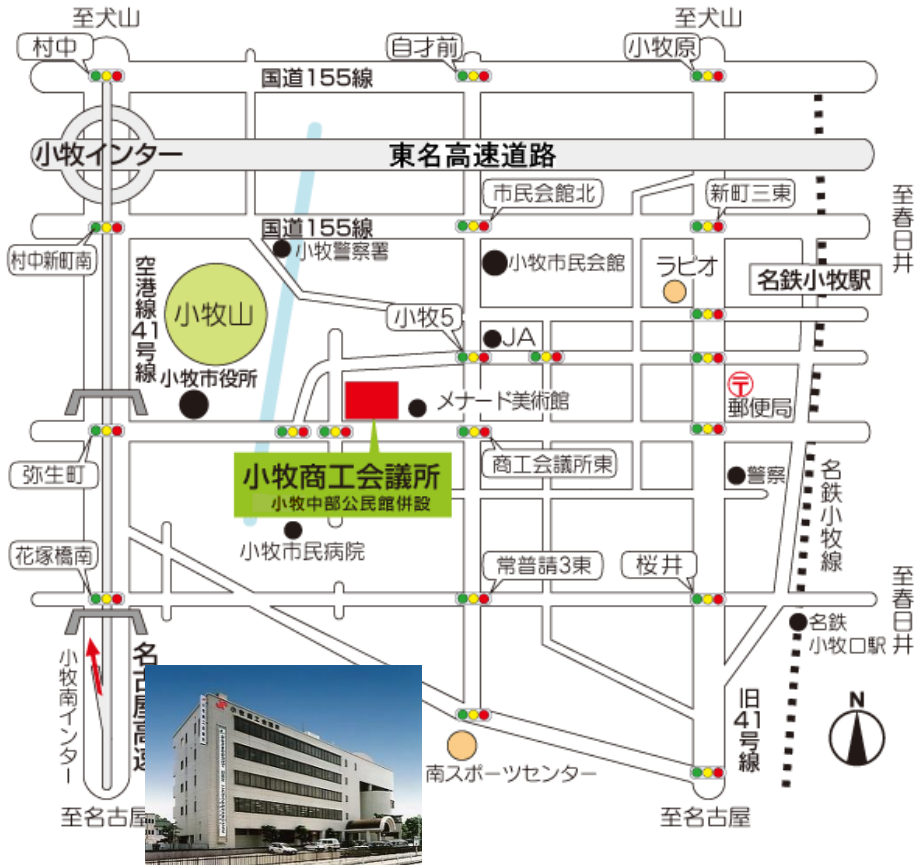 至犬山
至犬山
村中
自才前
小牧原
国道155線
小牧インター
東名高速道路
市民会館北
新町三東
至春日井
国道155線
村中新町南
小牧警察署
小牧市民会館
ラピオ
名鉄小牧駅
空港線41号線
小牧山
小牧5
JA
小牧市役所
メナード美術館
〒
郵便局
弥生町
小牧商工会議所
小牧中部公民館併設
商工会議所東
警察
名鉄小牧線
小牧市民病院
花塚橋南
常普請3東
桜井
至春日井
名鉄
小牧口駅
小牧南インター
名古屋高速
小牧商工会議所
旧41号線
N
南スポーツセンター
至名古屋
至名古屋